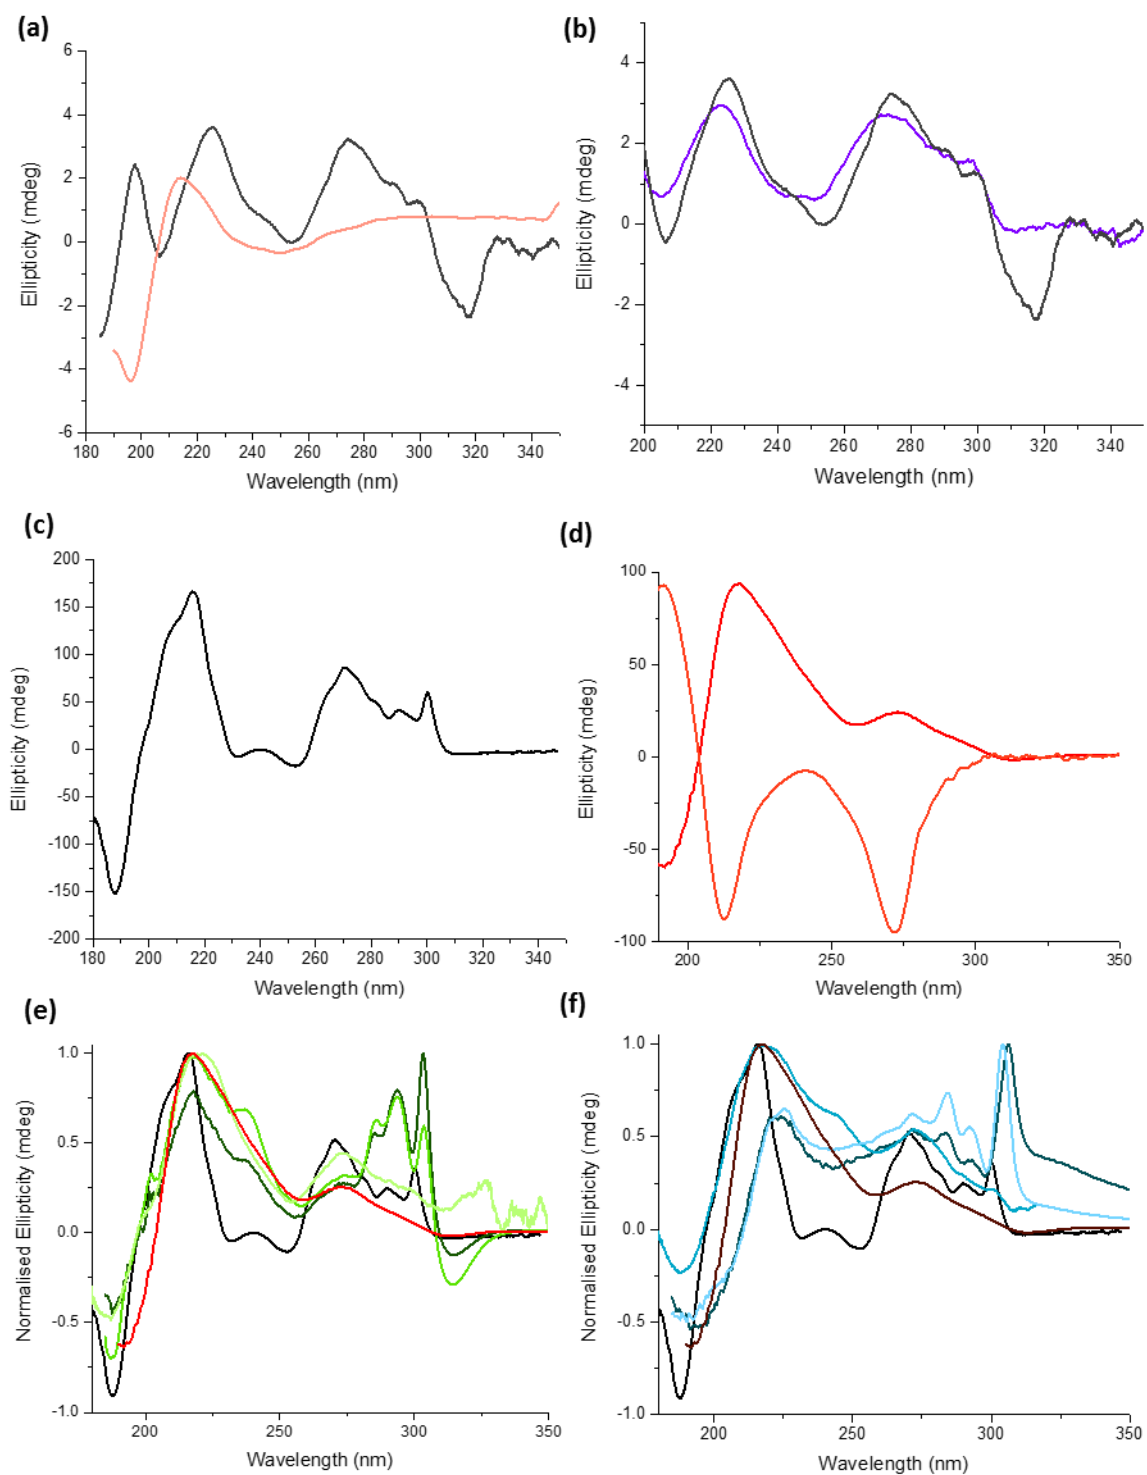 (a)
6
4
2
0
-2
-4
-6
Ellipticity (mdeg)
180 200 220 240 260 280 300 320 340
Wavelength (nm)
(b)
4
2
0
-2
-4
Ellipticity (mdeg)
200 220 240 260 280 300 320 340
Wavelength (nm)
(c)
200
150
100
50
0
-50
-100
-150
-200
Ellipticity (mdeg)
180 200 220 240 260 280 300 320 340
Wavelength (nm)
(d)
100
50
0
-50
-100
Ellipticity (mdeg)
200 250 300 350
Wavelength (nm)
(e)
1.0
0.5
0.0
-0.5
-1.0
Normalised Ellipticity (mdeg)
200 250 300 350
Wavelength (nm)
(f)
1.0
0.5
0.0
-0.5
-1.0
Normalised Ellipticity (mdeg)
200 250 300 350
Wavelength (nm)